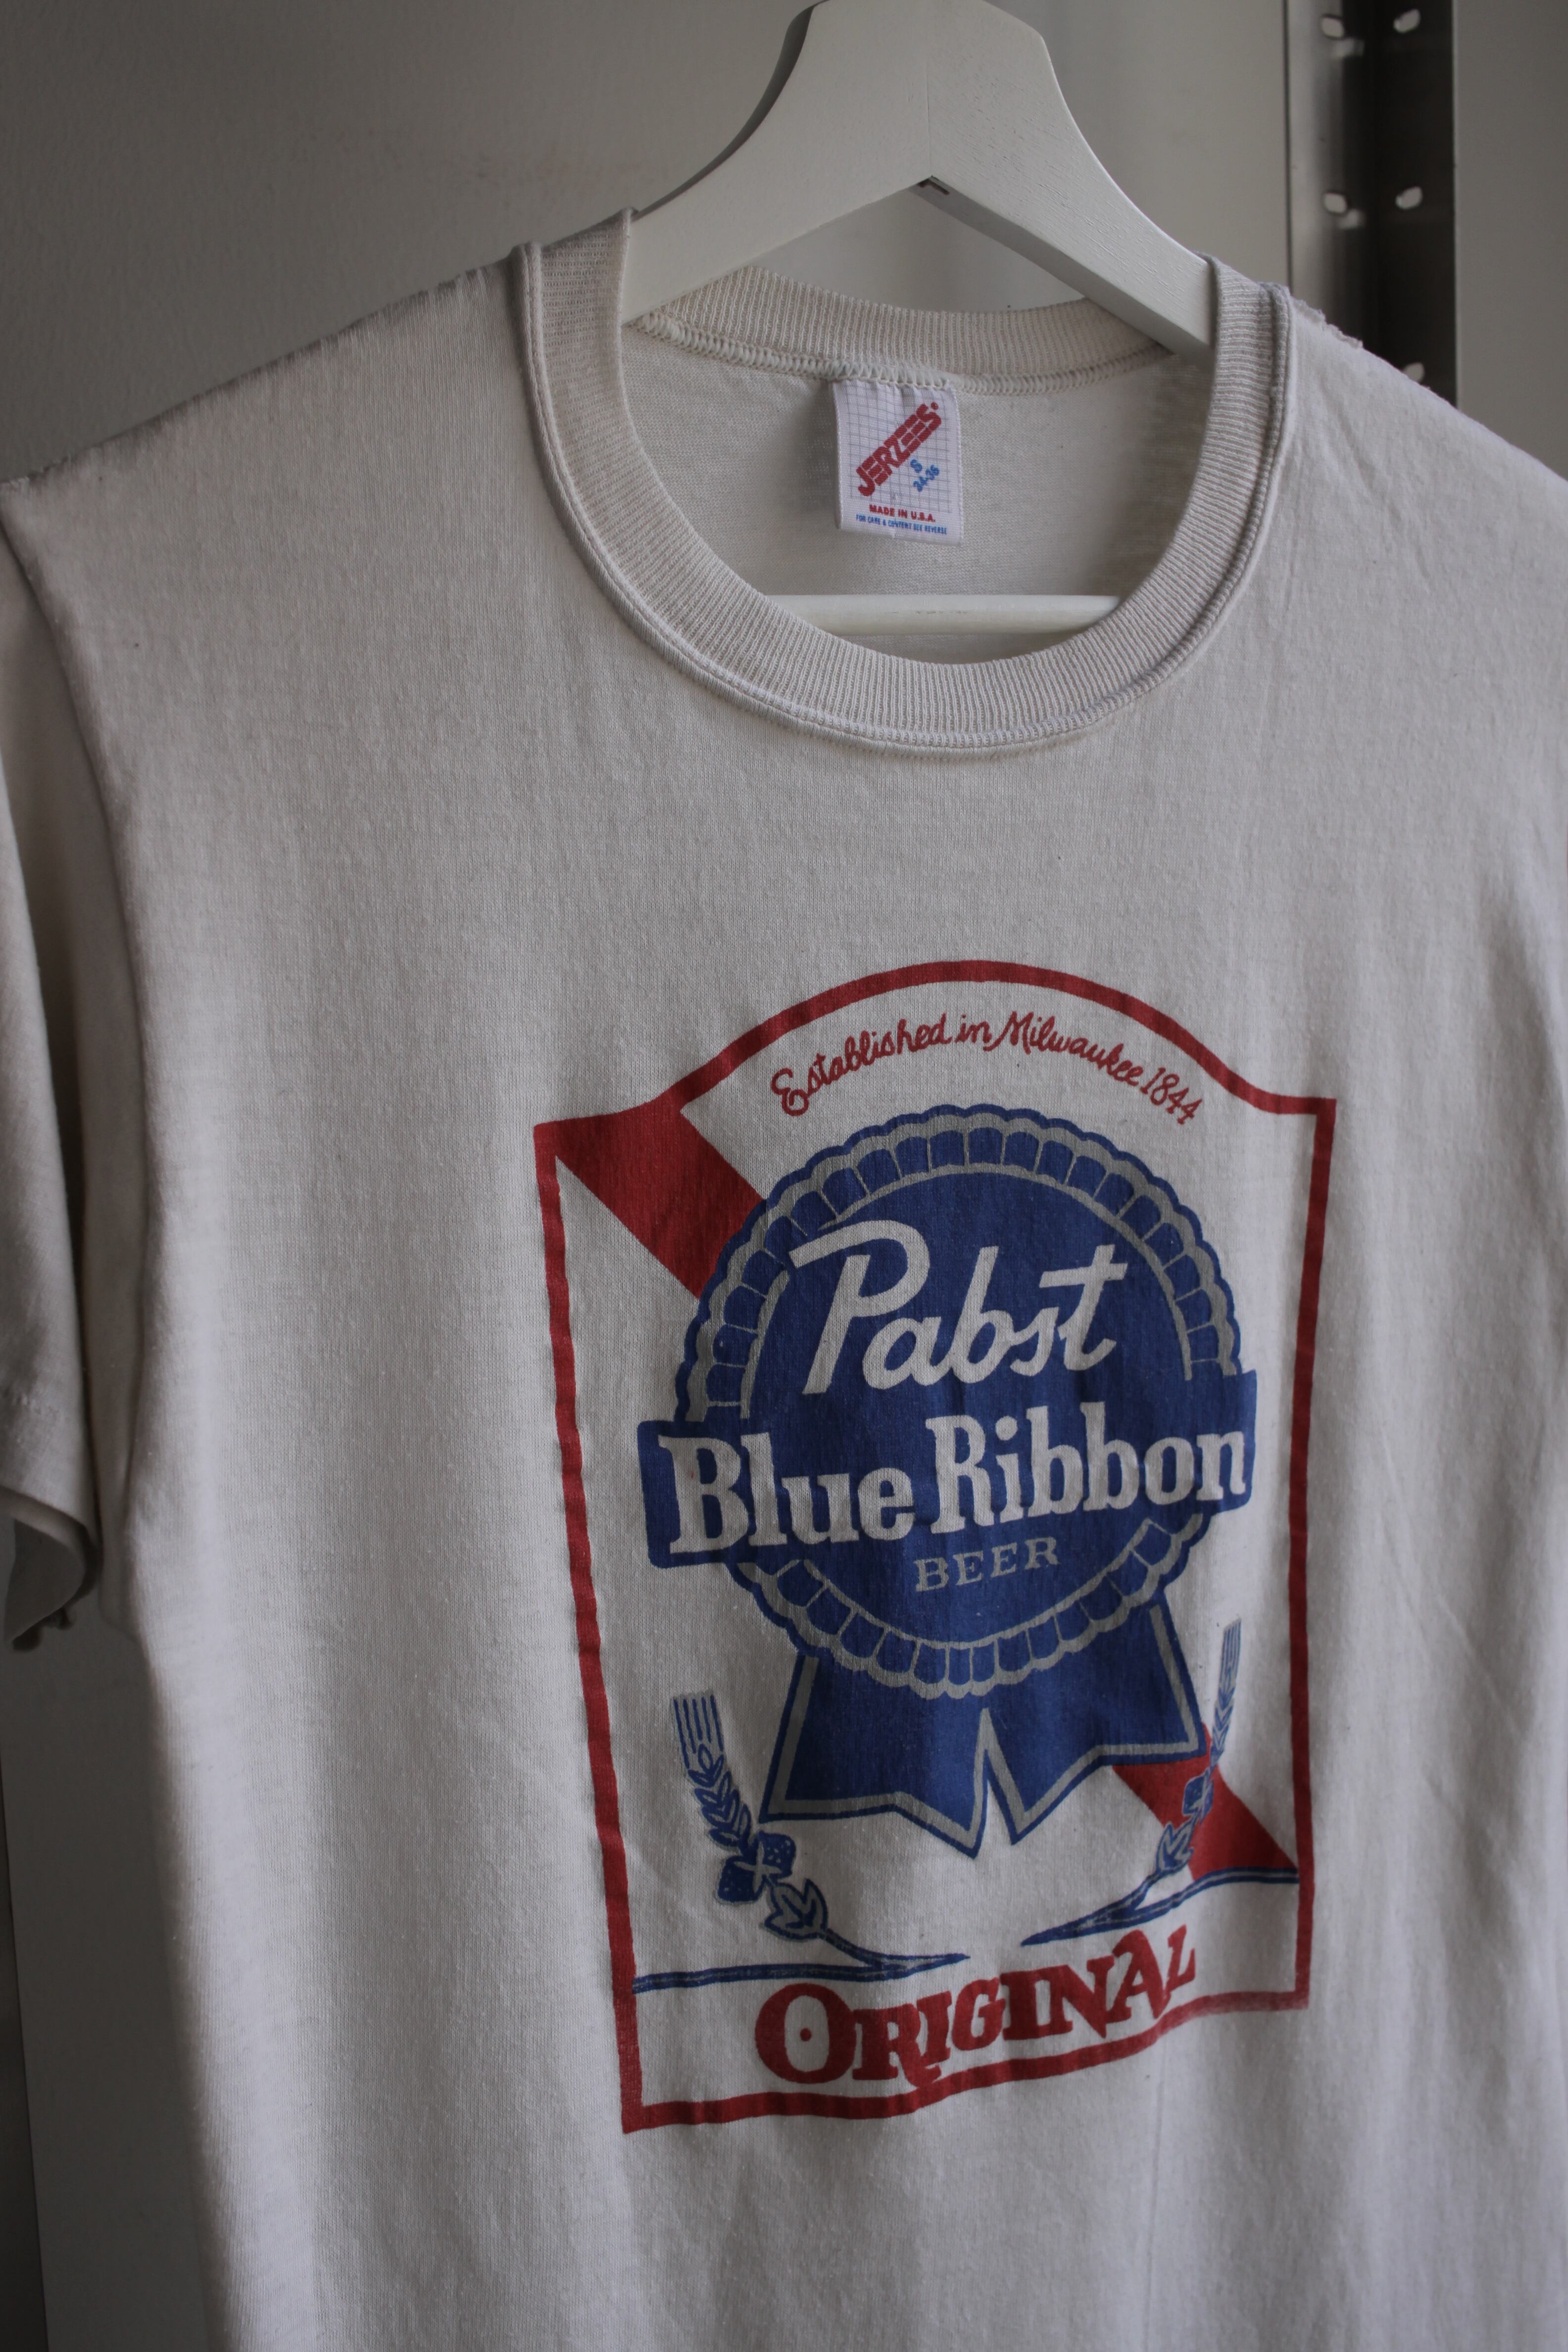 JERZEES
S
34-36
MADE IN U.S.A.
FOR CARE & CONTENT SEE REVERSE
Established in Milwaukee 1844
Pabst
Blue Ribbon
BEER
ORIGINAL